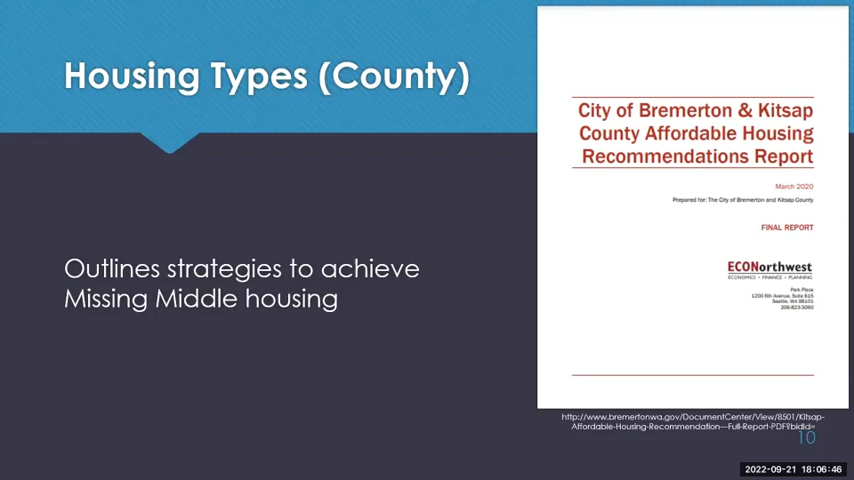 Housing Types (County)
Outlines strategies to achieve
Missing Middle housing
City of Bremerton & Kitsap
County Affordable Housing
Recommendations Report
March 2020
Prepared for: The City of Bremerton and Kitsap County
FINAL REPORT
ECONorthwest
ECONOMICS • FINANCE • PLANNING
Park Place
1200 6th Avenue, Suite 615
Seattle, WA 98101
206-823-3060
http://www.bremertonwa.gov/DocumentCenter/View/8501/Kitsap-
Affordable-Housing-Recommendation---Full-Report-PDF?bidId=
10
2022-09-21 18:06:46